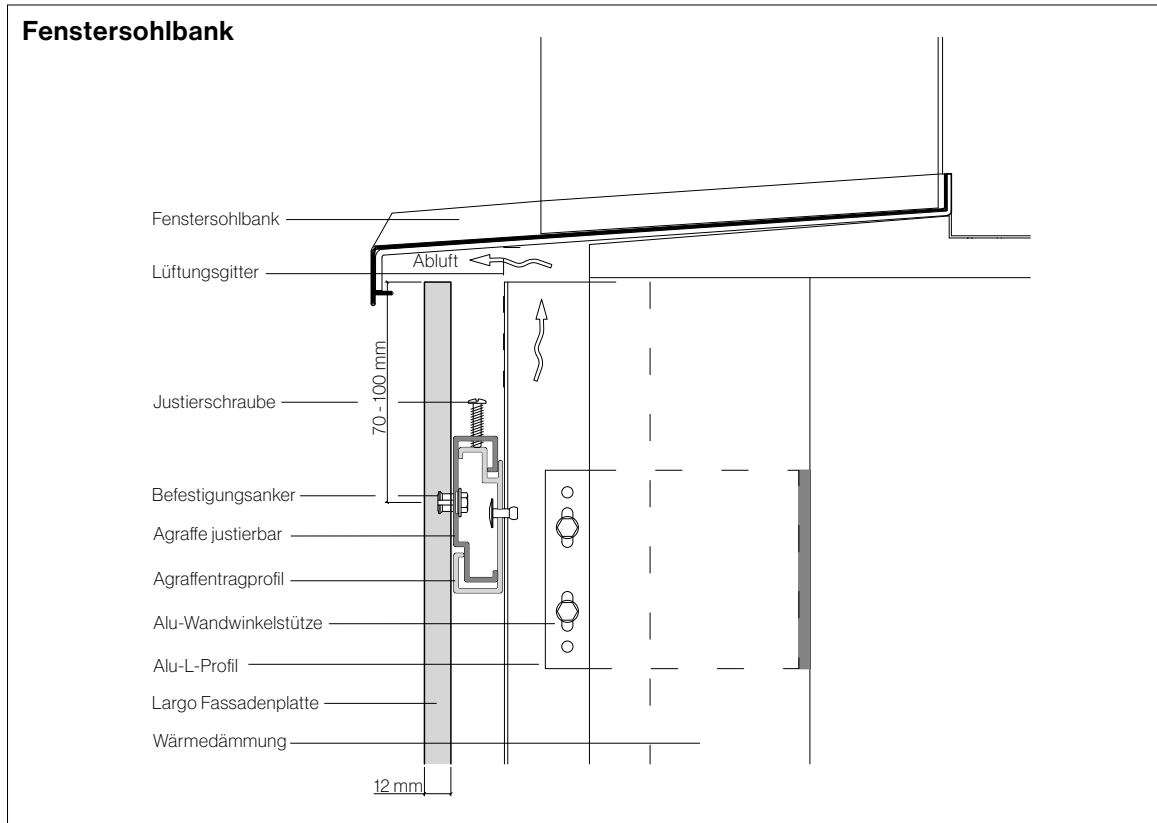 Fenstersohlbank
Fenstersohlbank
Abluft
Lüftungsgitter
70 - 100 mm
Justierschraube
Befestigungsanker
Agraffe justierbar
Agraffentragprofil
Alu-Wandwinkelstütze
Alu-L-Profil
Largo Fassadenplatte
Wärmedämmung
12 mm